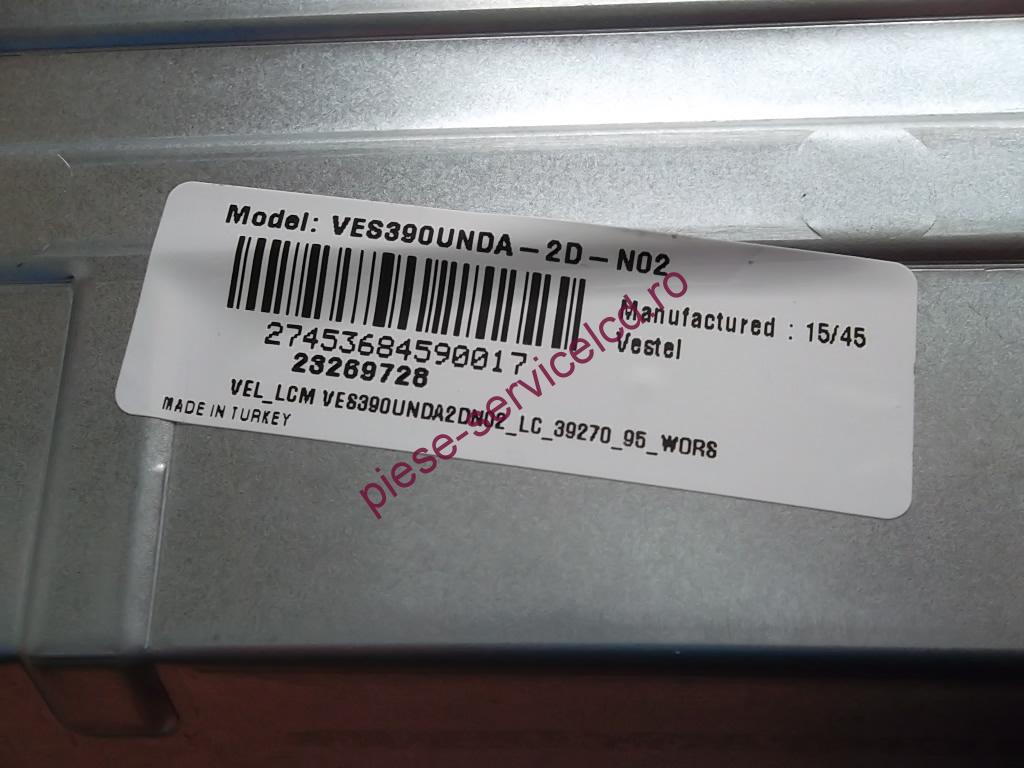 Model: VES390UNDA-2D-N02
Manufactured : 15/45
Vestel
27453684590017
23269728
VEL_LCM VES390UNDA2DN02_LC_39270_95_WORS
MADE IN TURKEY
piese-servicelcd.ro